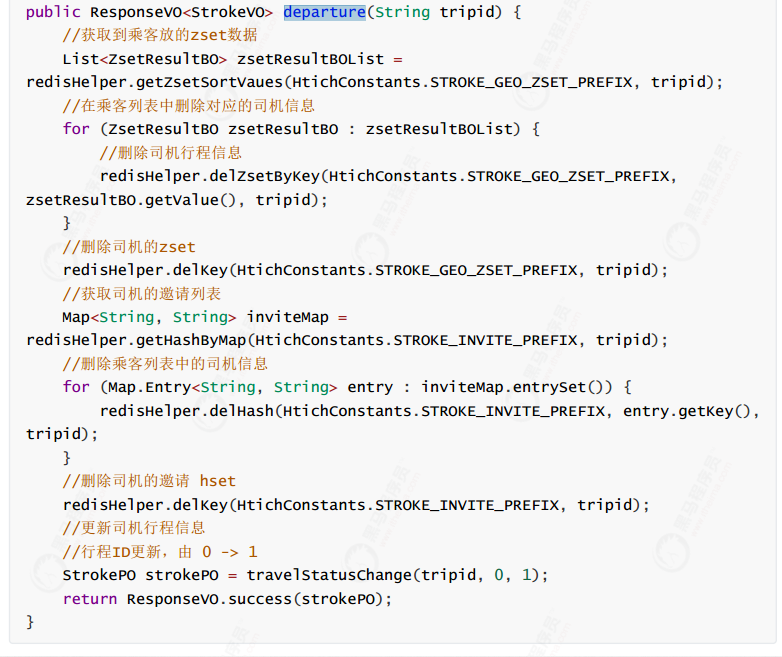 public ResponseVO<StrokeVO> departure(String tripid) {
//获取到乘客放的zset数据
List<ZsetResultBO> zsetResultBOList =
redisHelper.getZsetSortVaues(HtichConstants.STROKE_GEO_ZSET_PREFIX, tripid);
//在乘客列表中删除对应的司机信息
for (ZsetResultBO zsetResultBO : zsetResultBOList) {
//删除司机行程信息
redisHelper.delZsetByKey(HtichConstants.STROKE_GEO_ZSET_PREFIX,
zsetResultBO.getValue(), tripid);
}
//删除司机的zset
redisHelper.delKey(HtichConstants.STROKE_GEO_ZSET_PREFIX, tripid);
//获取司机的邀请列表
Map<String, String> inviteMap =
redisHelper.getHashByMap(HtichConstants.STROKE_INVITE_PREFIX, tripid);
//删除乘客列表中的司机信息
for (Map.Entry<String, String> entry : inviteMap.entrySet()) {
redisHelper.delHash(HtichConstants.STROKE_INVITE_PREFIX, entry.getKey(),
tripid);
}
//删除司机的邀请 hset
redisHelper.delKey(HtichConstants.STROKE_INVITE_PREFIX, tripid);
//更新司机行程信息
//行程ID更新，由 0 -> 1
StrokePO strokePO = travelStatusChange(tripid, 0, 1);
return ResponseVO.success(strokePO);
}